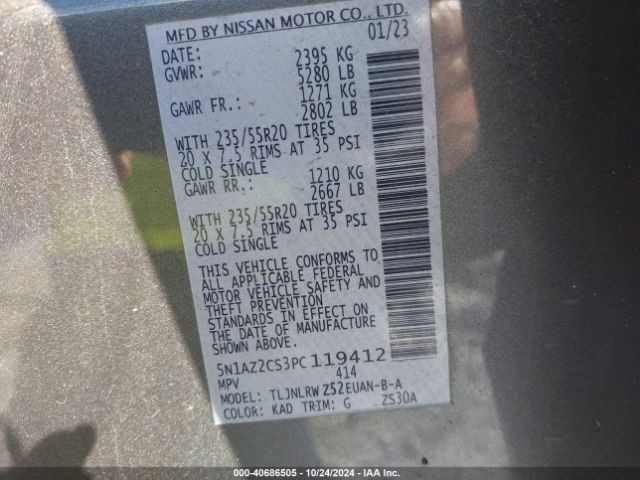 MFD BY NISSAN MOTOR CO., LTD.
DATE: 01/23
GVWR: 2395 KG
5280 LB
GAWR FR.: 1271 KG
2802 LB
WITH 235/55R20 TIRES
20 X 7.5 RIMS AT 35 PSI
COLD SINGLE
GAWR RR.: 1210 KG
2667 LB
WITH 235/55R20 TIRES
20 X 7.5 RIMS AT 35 PSI
COLD SINGLE
THIS VEHICLE CONFORMS TO
ALL APPLICABLE FEDERAL
MOTOR VEHICLE SAFETY AND
THEFT PREVENTION
STANDARDS IN EFFECT ON
THE DATE OF MANUFACTURE
SHOWN ABOVE.
5N1AZ2CS3PC119412
MPV 414
MODEL: TLJNLRW Z52EUAN-B-A
COLOR: KAD TRIM: G ZS30A
000-40686505 - 10/24/2024 - IAA Inc.